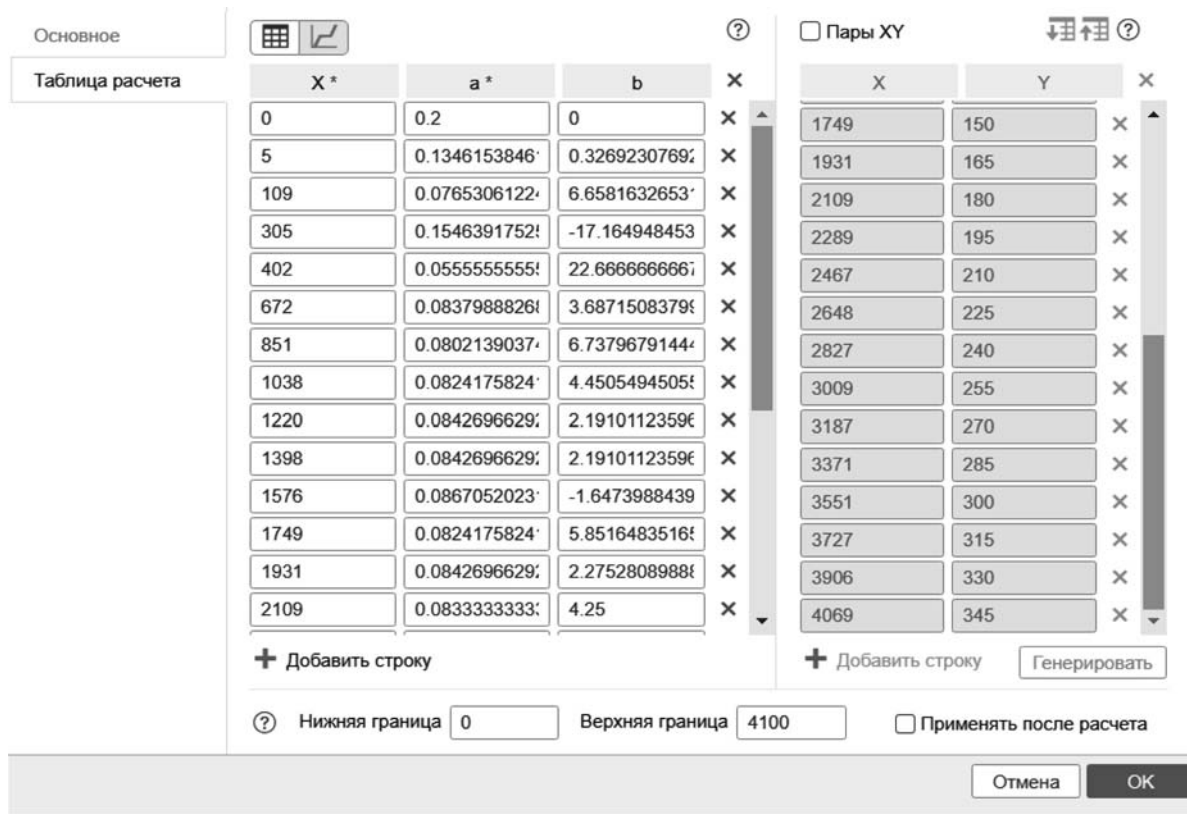 Основное
Таблица расчета
? Пары XY ?
X * a * b X Y
0 0.2 0 1749 150
5 0.1346153846 0.3269230769 1931 165
109 0.0765306122 6.6581632653 2109 180
305 0.1546391752 -17.164948453 2289 195
402 0.0555555555 22.666666666 2467 210
672 0.0837988826 3.6871508379 2648 225
851 0.0802139037 6.7379679144 2827 240
1038 0.0824175824 4.4505494505 3009 255
1220 0.0842696629 2.1910112359 3187 270
1398 0.0842696629 2.1910112359 3371 285
1576 0.0867052023 -1.6473988439 3551 300
1749 0.0824175824 5.8516483516 3727 315
1931 0.0842696629 2.2752808988 3906 330
2109 0.0833333333 4.25 4069 345
Добавить строку Добавить строку Генерировать
? Нижняя граница 0 Верхняя граница 4100 Применять после расчета
Отмена OK